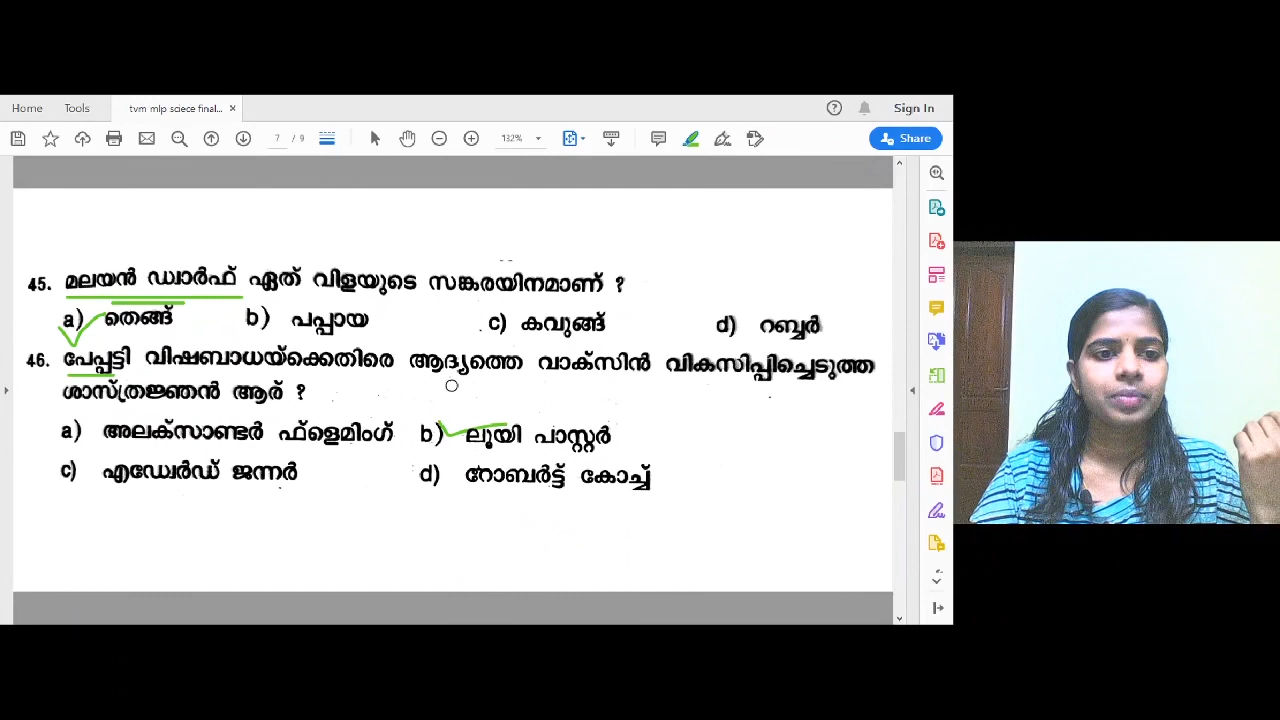 Home Tools tvm mlp sciece final... × Sign In
7 / 9 132% Share
45. മലയൻ ഡ്വാർഫ് ഏത് വിളയുടെ സങ്കരയിനമാണ് ?
a) തെങ്ങ് b) പപ്പായ c) കവുങ്ങ് d) റബ്ബർ
46. പേപ്പട്ടി വിഷബാധയ്ക്കെതിരെ ആദ്യത്തെ വാക്സിൻ വികസിപ്പിച്ചെടുത്ത
ശാസ്ത്രജ്ഞൻ ആര് ?
a) അലക്സാണ്ടർ ഫ്ളെമിംഗ് b) ലൂയി പാസ്റ്റർ
c) എഡ്വേർഡ് ജന്നർ d) റോബർട്ട് കോച്ച്